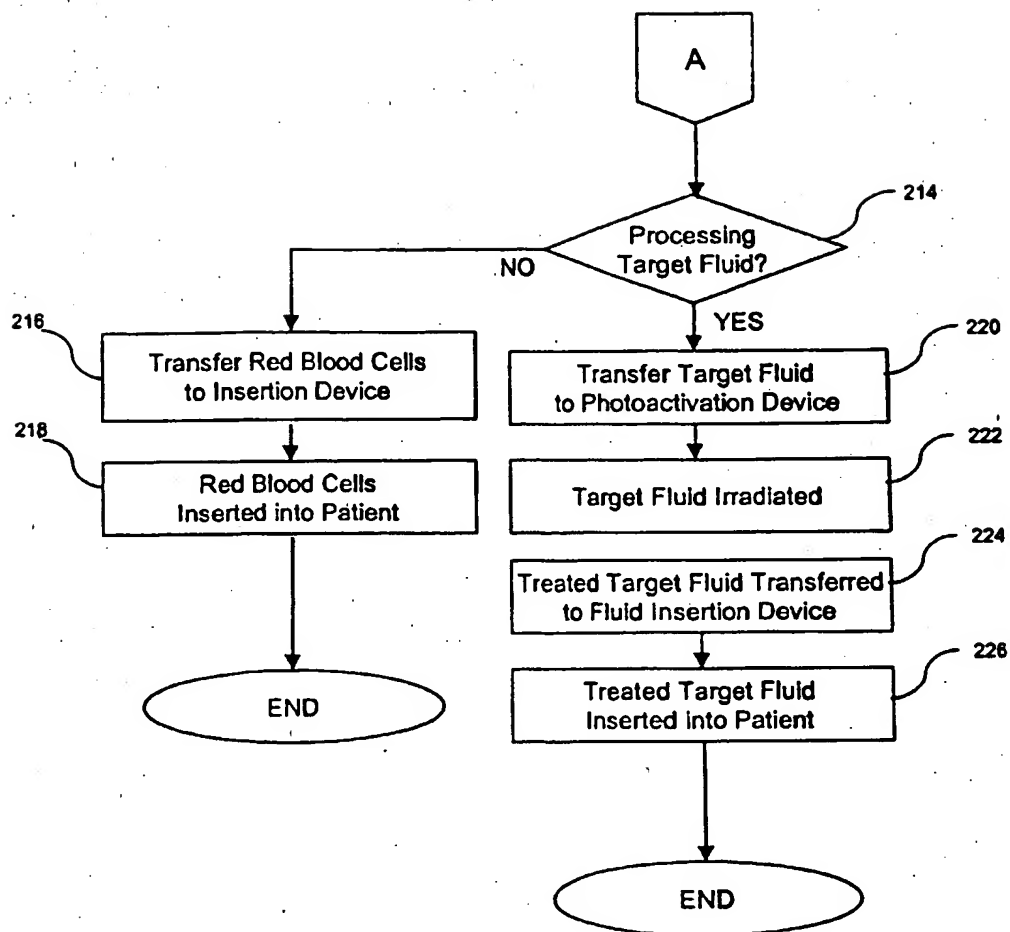 A
214
Processing
Target Fluid?
NO
YES
216
Transfer Red Blood Cells
to Insertion Device
218
Red Blood Cells
Inserted into Patient
END
220
Transfer Target Fluid
to Photoactivation Device
222
Target Fluid Irradiated
224
Treated Target Fluid Transferred
to Fluid Insertion Device
226
Treated Target Fluid
Inserted into Patient
END